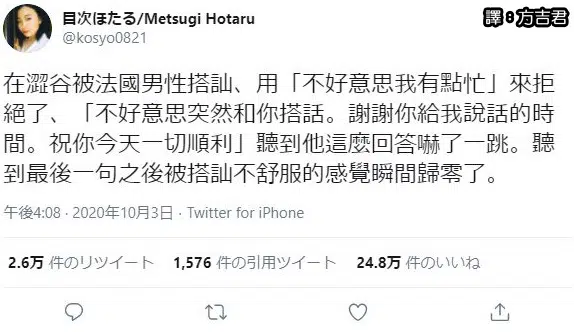 目次ほたる/Metsugi Hotaru
@kosyo0821
譯:方吉君
在澀谷被法國男性搭訕、用「不好意思我有點忙」來拒
絕了、「不好意思突然和你搭話。謝謝你給我說話的時
間。祝你今天一切順利」聽到他這麼回答嚇了一跳。聽
到最後一句之後被搭訕不舒服的感覺瞬間歸零了。
午後4:08 · 2020年10月3日 · Twitter for iPhone
2.6万 件のリツイート 1,576 件の引用ツイート 24.8万 件のいいね